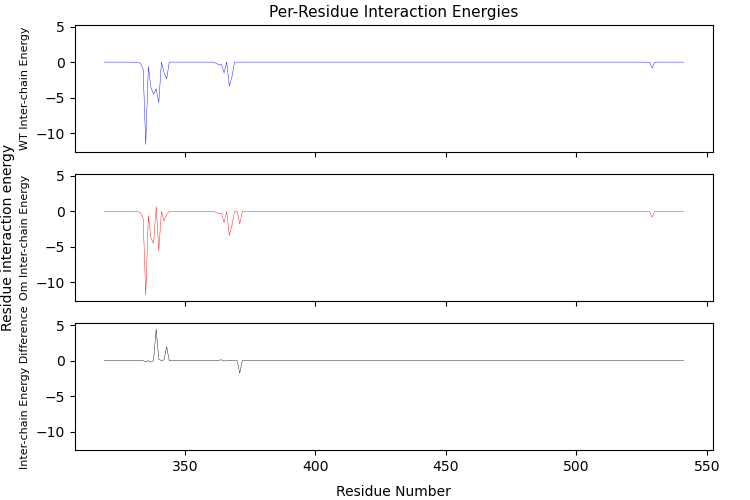 Per-Residue Interaction Energies
Residue interaction energy
WT Inter-chain Energy
5
0
−5
−10
Om Inter-chain Energy
5
0
−5
−10
Inter-chain Energy Difference
5
0
−5
−10
350
400
450
500
550
Residue Number